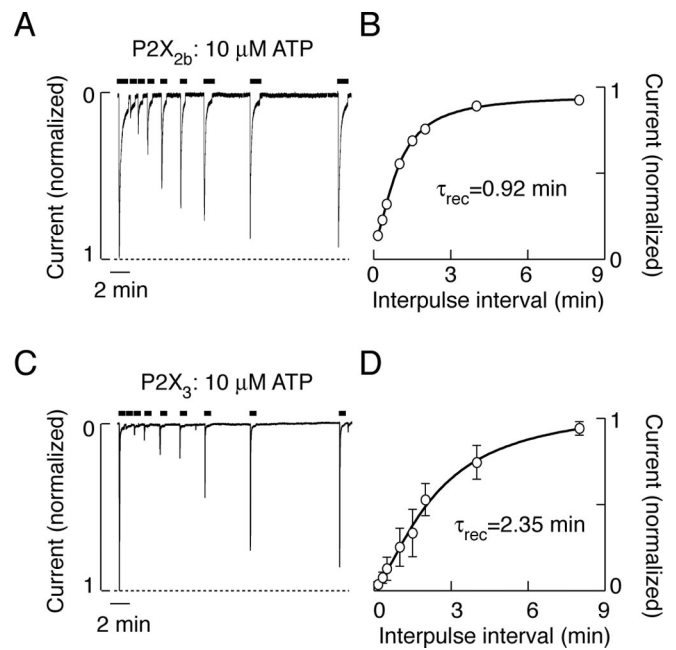 A
P2X2b: 10 μM ATP
0
Current (normalized)
1
2 min
B
1
Current (normalized)
τrec=0.92 min
0
0 3 6 9
Interpulse interval (min)
C
P2X3: 10 μM ATP
0
Current (normalized)
1
2 min
D
1
Current (normalized)
τrec=2.35 min
0
0 3 6 9
Interpulse interval (min)